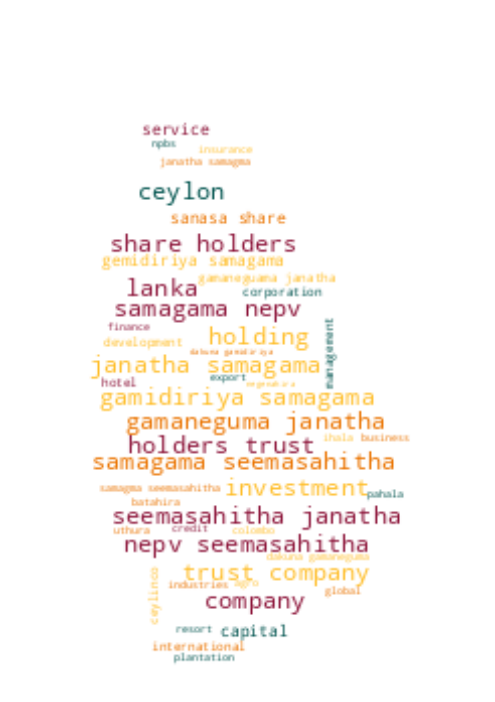 service
npbs
insurance
janatha samagma
ceylon
sanasa share
share holders
gemidiriya samagama
gamaneguama janatha
lanka
corporation
samagama nepv
finance
holding
management
development
dakuna gamidiriya
janatha samagama
export
hotel
gamidiriya samagama
gamaneguma janatha
ihala
business
holders trust
samagama seemasahitha
samagma seemasahitha
investment
pahala
batahira
seemasahitha janatha
uthura
credit
colombo
nepv seemasahitha
dakuna gamaneguma
trust company
ceylinco
industries
agro
global
company
resort
capital
international
plantation